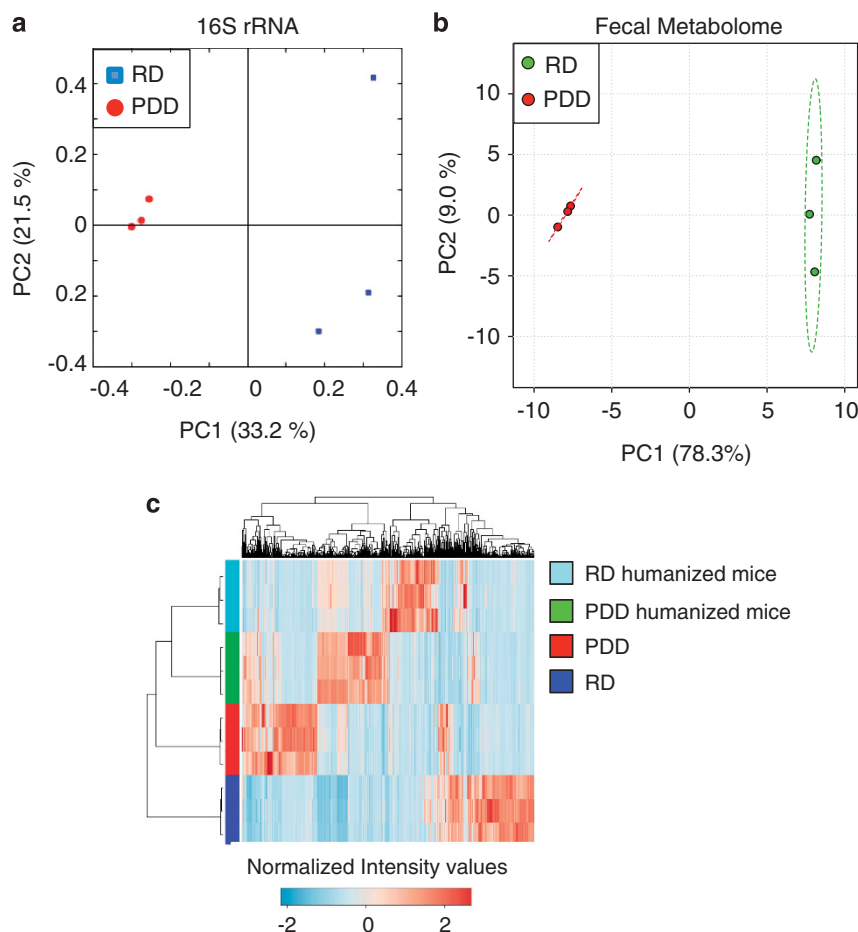 a
16S rRNA
RD
PDD
0.4
0.2
0
0.2
-0.4
-0.4
-0.2
0
0.2
0.4
PC2 (21.5 %)
PC1 (33.2 %)
b
Fecal Metabolome
RD
PDD
10
5
0
-5
-10
-10
-5
0
5
10
PC2 (9.0 %)
PC1 (78.3%)
c
RD humanized mice
PDD humanized mice
PDD
RD
Normalized Intensity values
-2
0
2